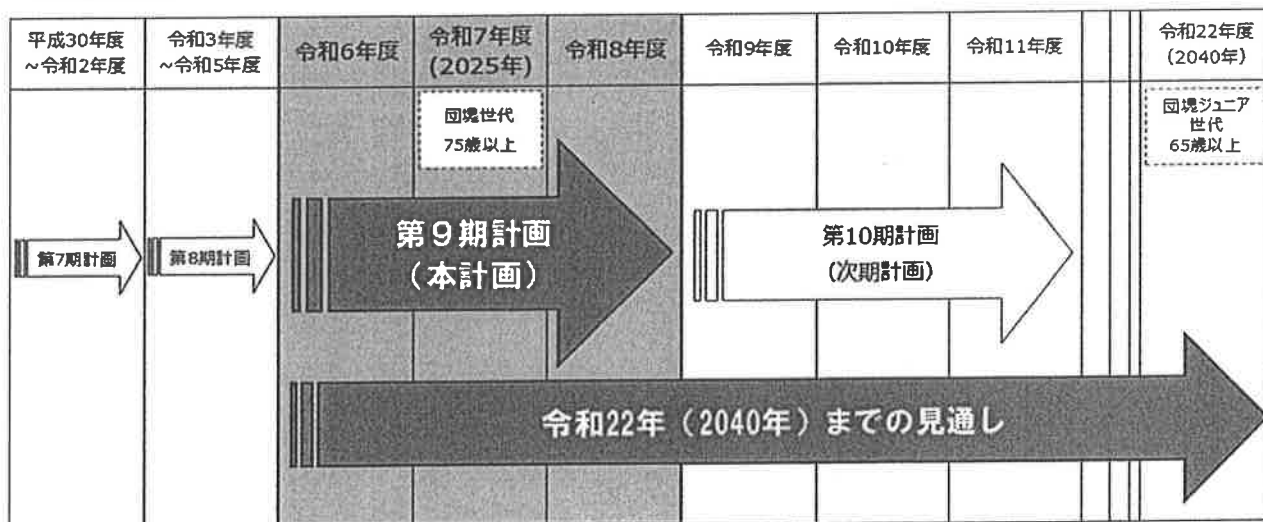 平成30年度
~令和2年度
令和3年度
~令和5年度
令和6年度
令和7年度
(2025年)
令和8年度
令和9年度
令和10年度
令和11年度
令和22年度
(2040年)
団塊世代
75歳以上
団塊ジュニア
世代
65歳以上
第7期計画
第8期計画
第９期計画
(本計画)
第10期計画
(次期計画)
令和22年（2040年）までの見通し